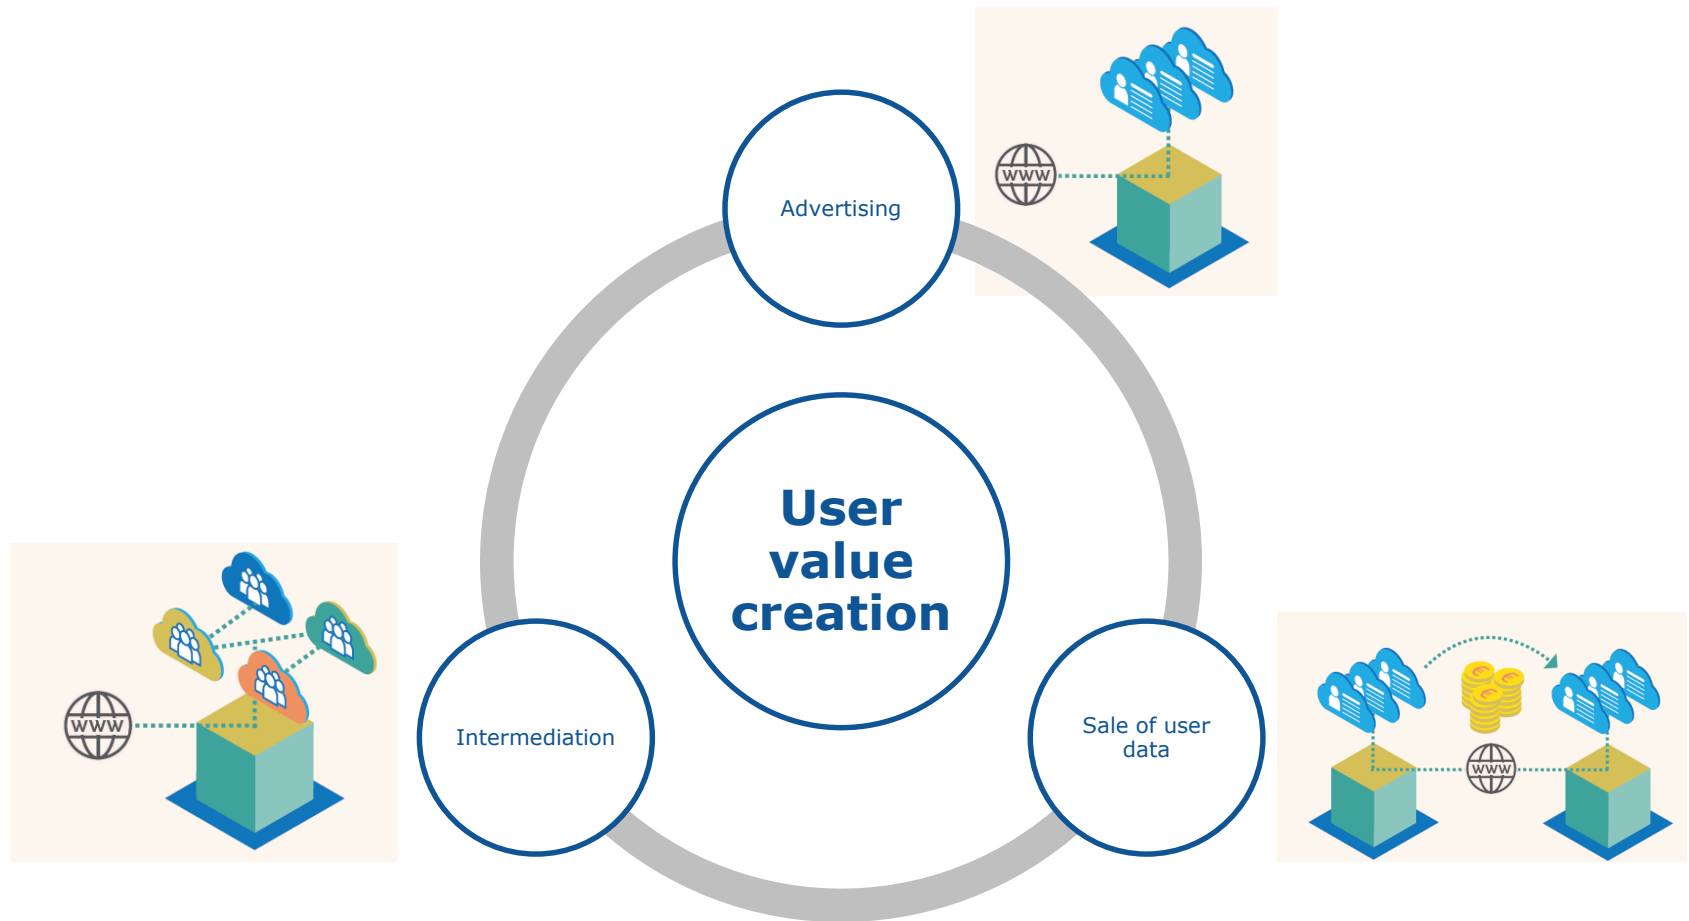 WWW
Advertising
User
value
creation
WWW
Intermediation
Sale of user
data
WWW